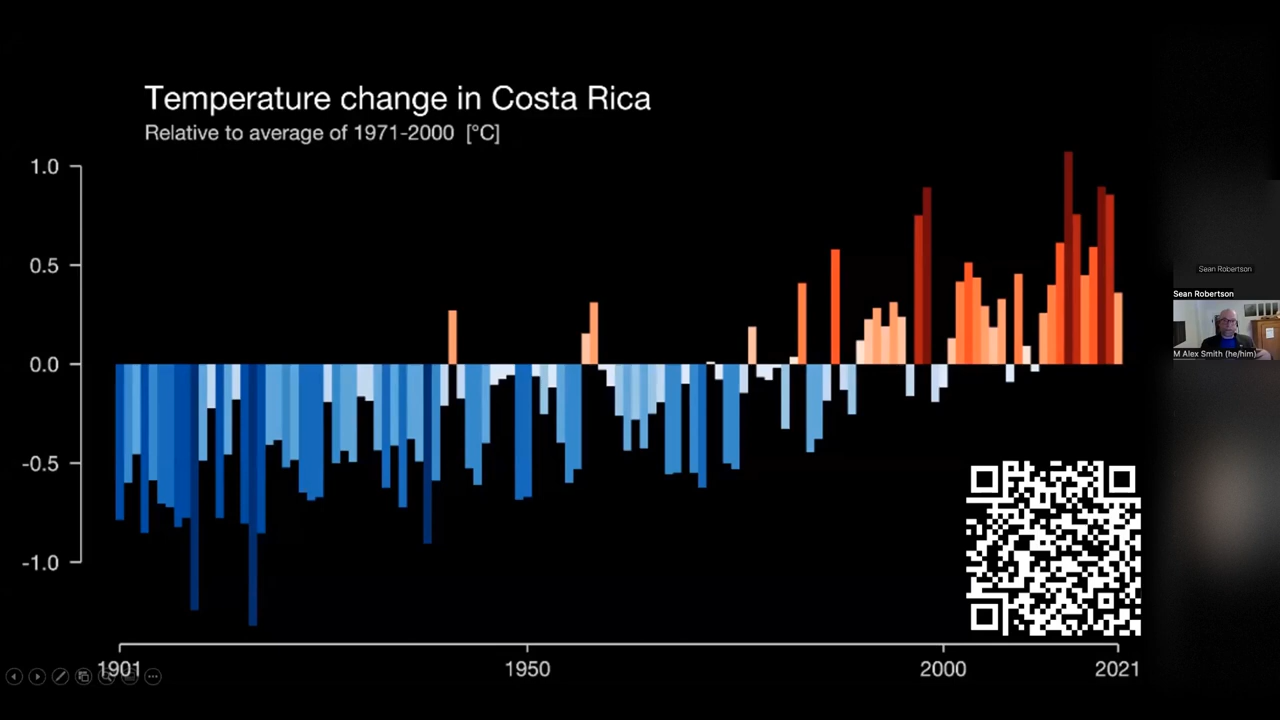 Temperature change in Costa Rica
Relative to average of 1971-2000 [°C]
1.0
0.5
0.0
-0.5
-1.0
1901
1950
2000
2021
Sean Robertson
Sean Robertson
M Alex Smith (he/him)